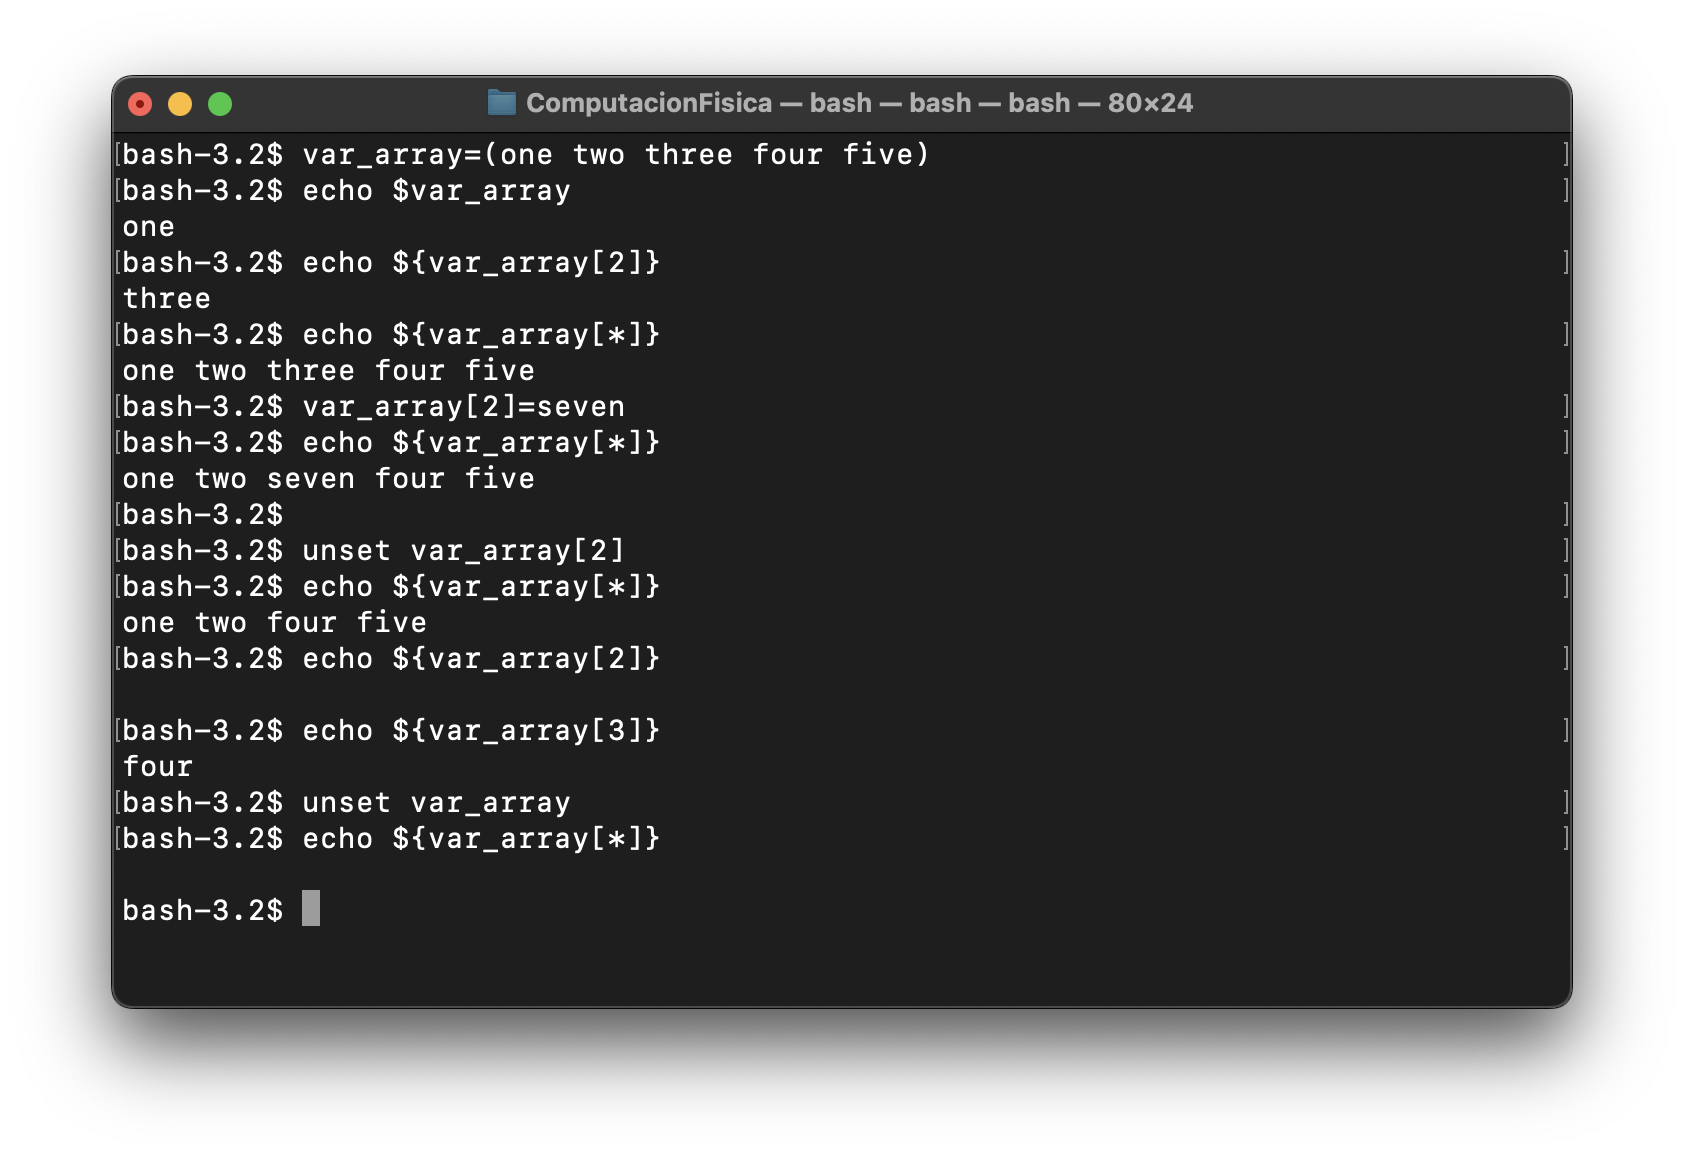 ComputacionFisica — bash — bash — bash — 80×24
bash-3.2$ var_array=(one two three four five)
bash-3.2$ echo $var_array
one
bash-3.2$ echo ${var_array[2]}
three
bash-3.2$ echo ${var_array[*]}
one two three four five
bash-3.2$ var_array[2]=seven
bash-3.2$ echo ${var_array[*]}
one two seven four five
bash-3.2$
bash-3.2$ unset var_array[2]
bash-3.2$ echo ${var_array[*]}
one two four five
bash-3.2$ echo ${var_array[2]}

bash-3.2$ echo ${var_array[3]}
four
bash-3.2$ unset var_array
bash-3.2$ echo ${var_array[*]}

bash-3.2$